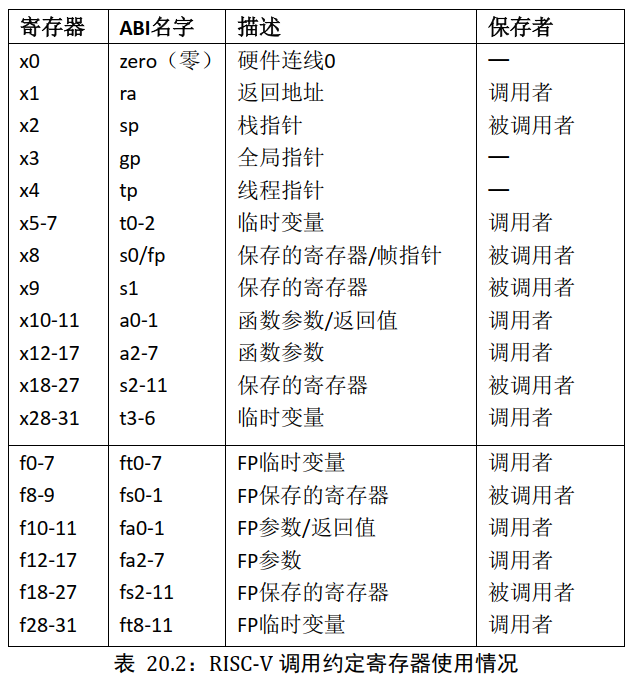 寄存器 ABI名字 描述 保存者
x0 zero（零） 硬件连线0 —
x1 ra 返回地址 调用者
x2 sp 栈指针 被调用者
x3 gp 全局指针 —
x4 tp 线程指针 —
x5-7 t0-2 临时变量 调用者
x8 s0/fp 保存的寄存器/帧指针 被调用者
x9 s1 保存的寄存器 被调用者
x10-11 a0-1 函数参数/返回值 调用者
x12-17 a2-7 函数参数 调用者
x18-27 s2-11 保存的寄存器 被调用者
x28-31 t3-6 临时变量 调用者
f0-7 ft0-7 FP临时变量 调用者
f8-9 fs0-1 FP保存的寄存器 被调用者
f10-11 fa0-1 FP参数/返回值 调用者
f12-17 fa2-7 FP参数 调用者
f18-27 fs2-11 FP保存的寄存器 被调用者
f28-31 ft8-11 FP临时变量 调用者
表 20.2：RISC-V 调用约定寄存器使用情况